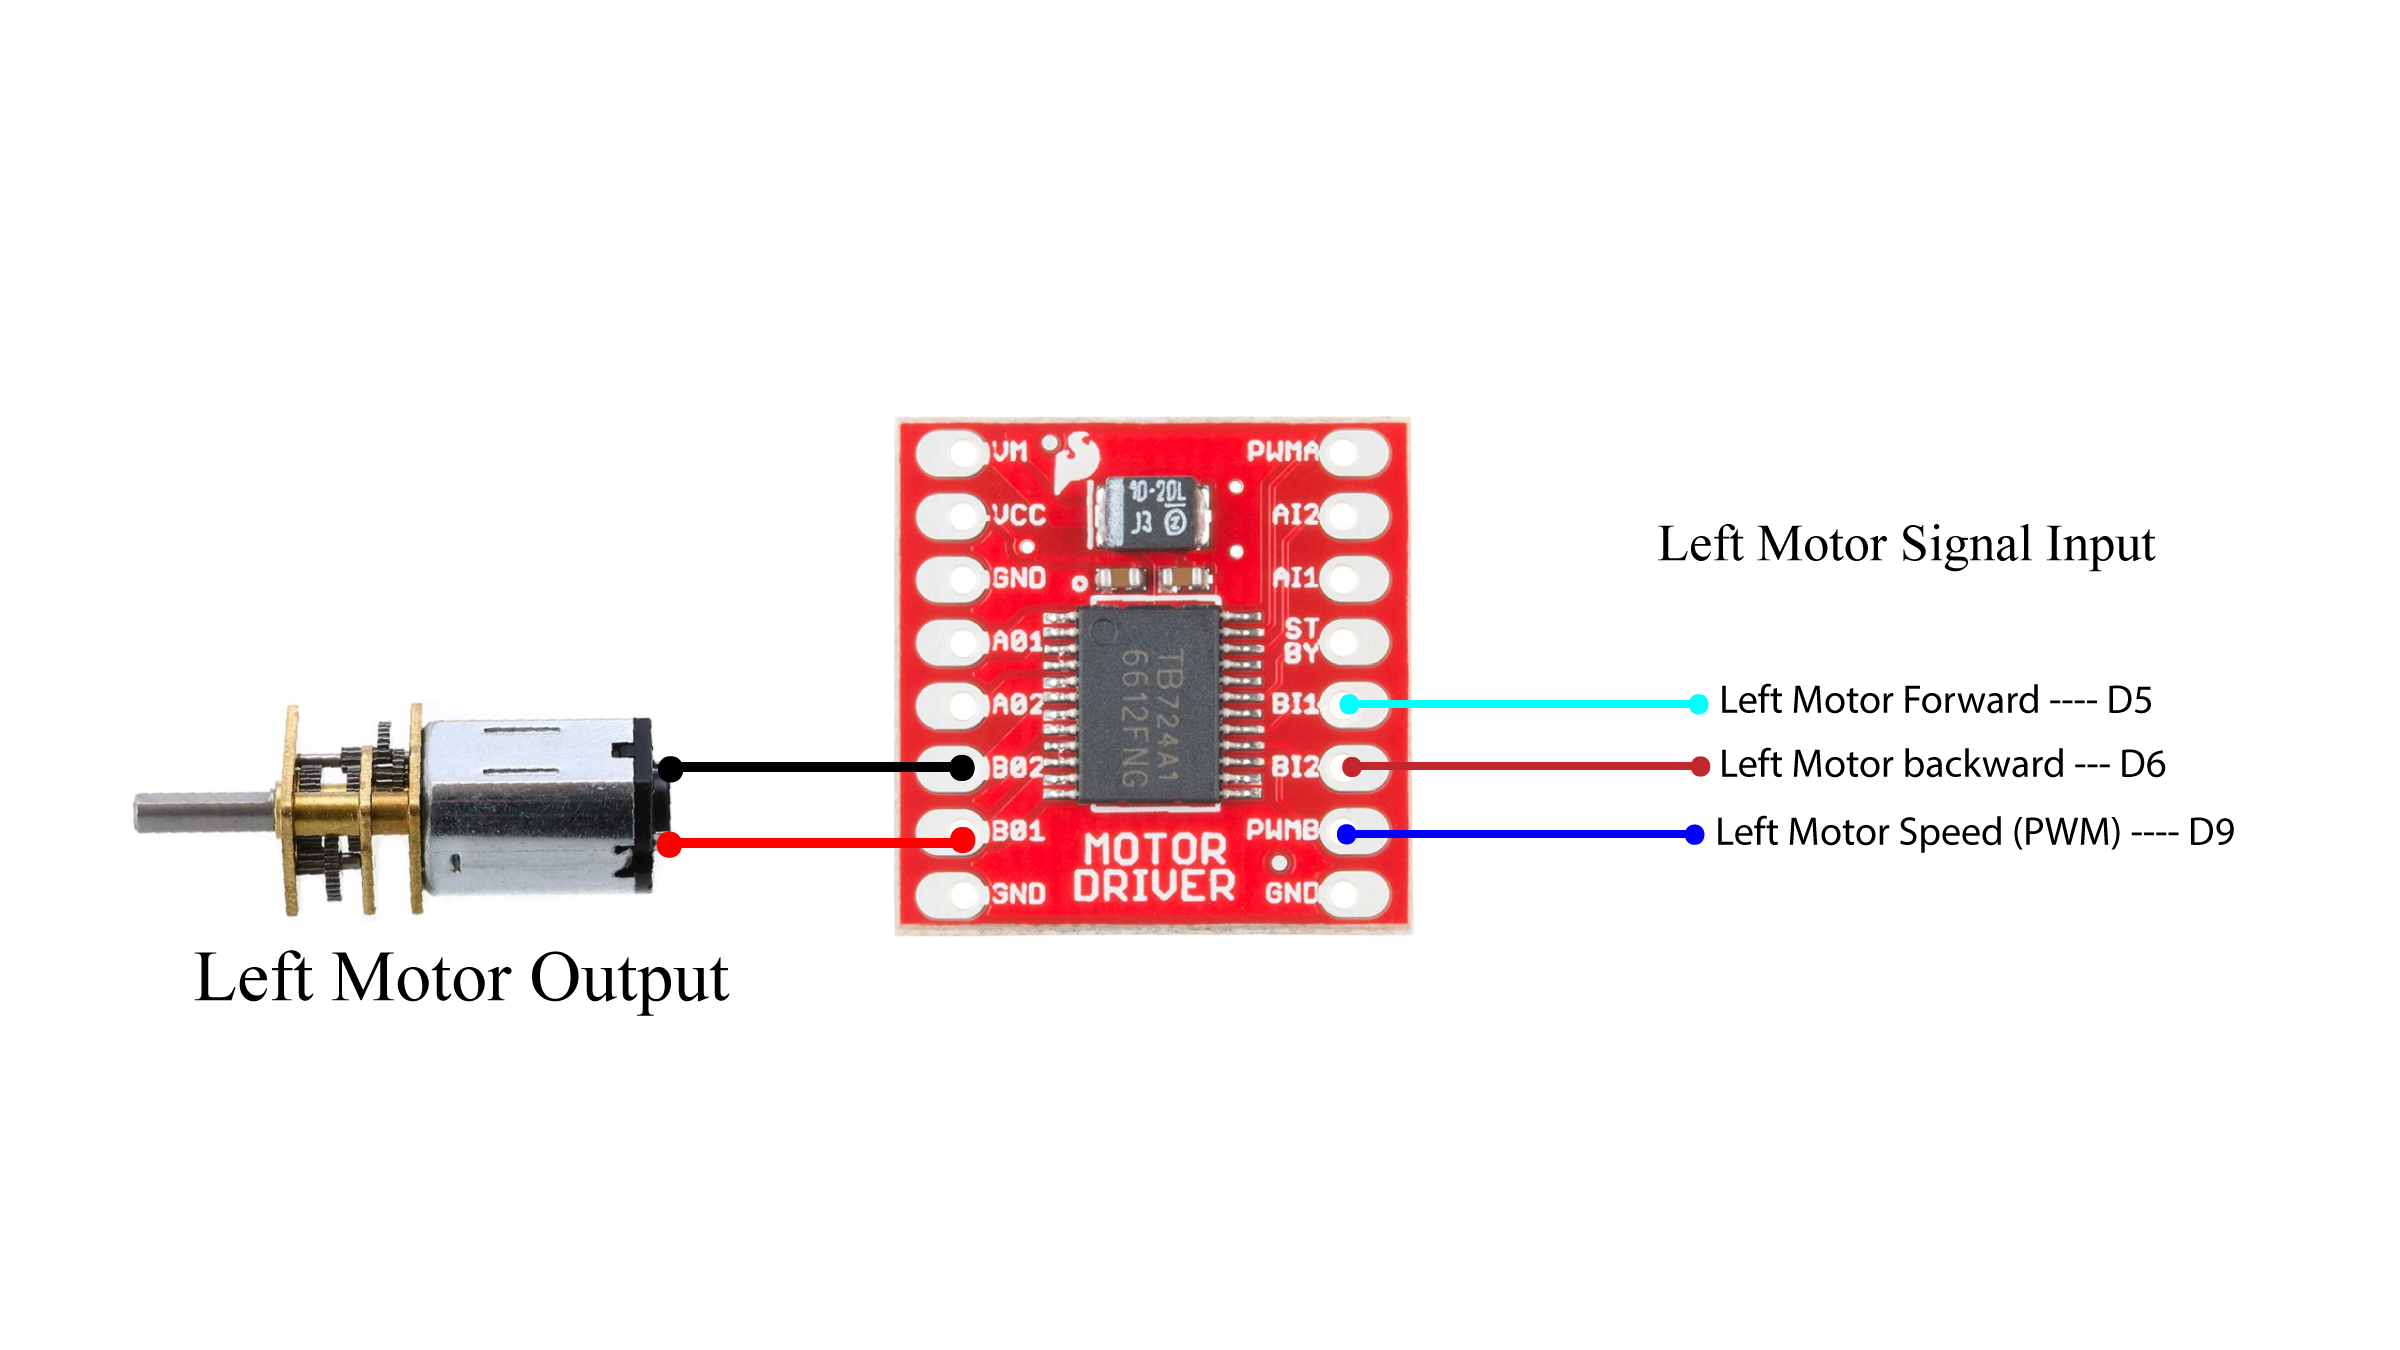 VM
VCC
GND
A01
A02
B02
B01
GND
10-20L
J3
TB724A1
6612FNG
MOTOR
DRIVER
PWMA
AI2
AI1
ST
BY
BI1
BI2
PWMB
GND
Left Motor Signal Input
Left Motor Forward ---- D5
Left Motor backward --- D6
Left Motor Speed (PWM) ---- D9
Left Motor Output